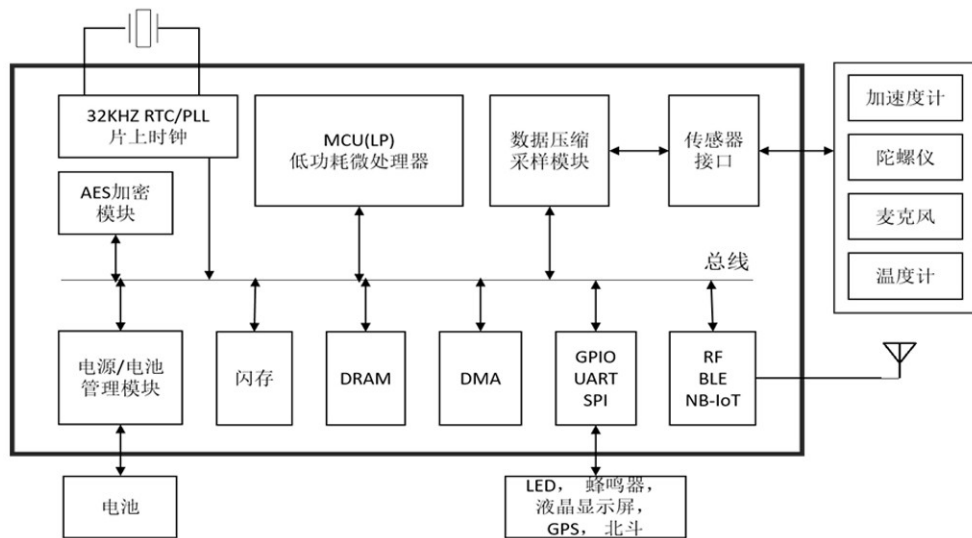 32KHZ RTC/PLL
片上时钟
MCU(LP)
低功耗微处理器
数据压缩
采样模块
传感器
接口
加速度计
陀螺仪
麦克风
温度计
AES加密
模块
总线
电源/电池
管理模块
闪存
DRAM
DMA
GPIO
UART
SPI
RF
BLE
NB-IoT
电池
LED， 蜂鸣器，
液晶显示屏，
GPS， 北斗